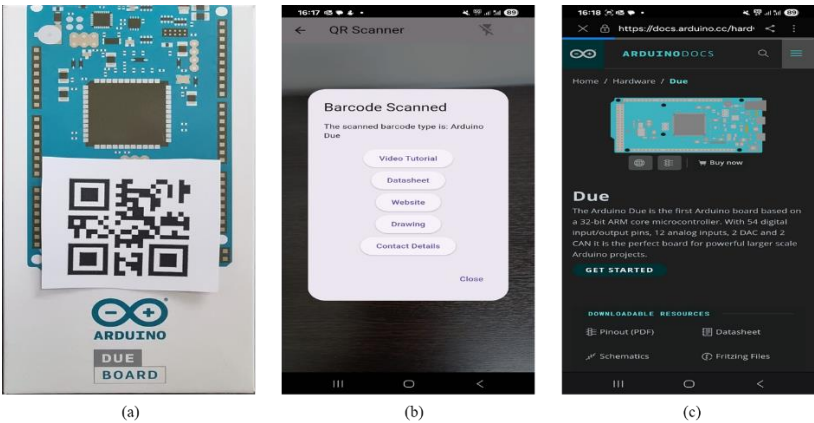 ARDUINO
DUE
BOARD
(a)
16:17
QR Scanner
Barcode Scanned
The scanned barcode type is: Arduino
Due
Video Tutorial
Datasheet
Website
Drawing
Contact Details
Close
(b)
16:18
https://docs.arduino.cc/hard
ARDUINODOCS
Home / Hardware / Due
Buy now
Due
The Arduino Due is the first Arduino board based on
a 32-bit ARM core microcontroller. With 54 digital
input/output pins, 12 analog inputs, 2 DAC and 2
CAN it is the perfect board for powerful larger scale
Arduino projects.
GET STARTED
DOWNLOADABLE RESOURCES
Pinout (PDF)
Datasheet
Schematics
Fritzing Files
(c)